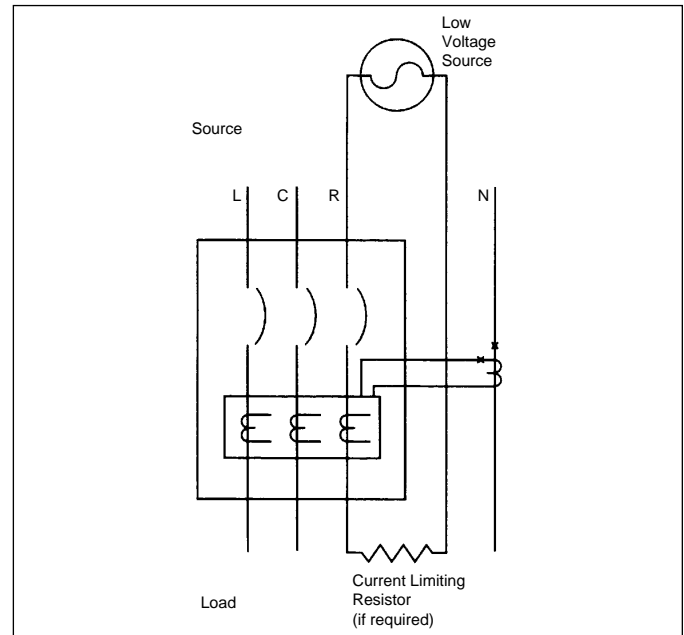 Low
Voltage
Source
Source
L C R N
Current Limiting
Resistor
(if required)
Load